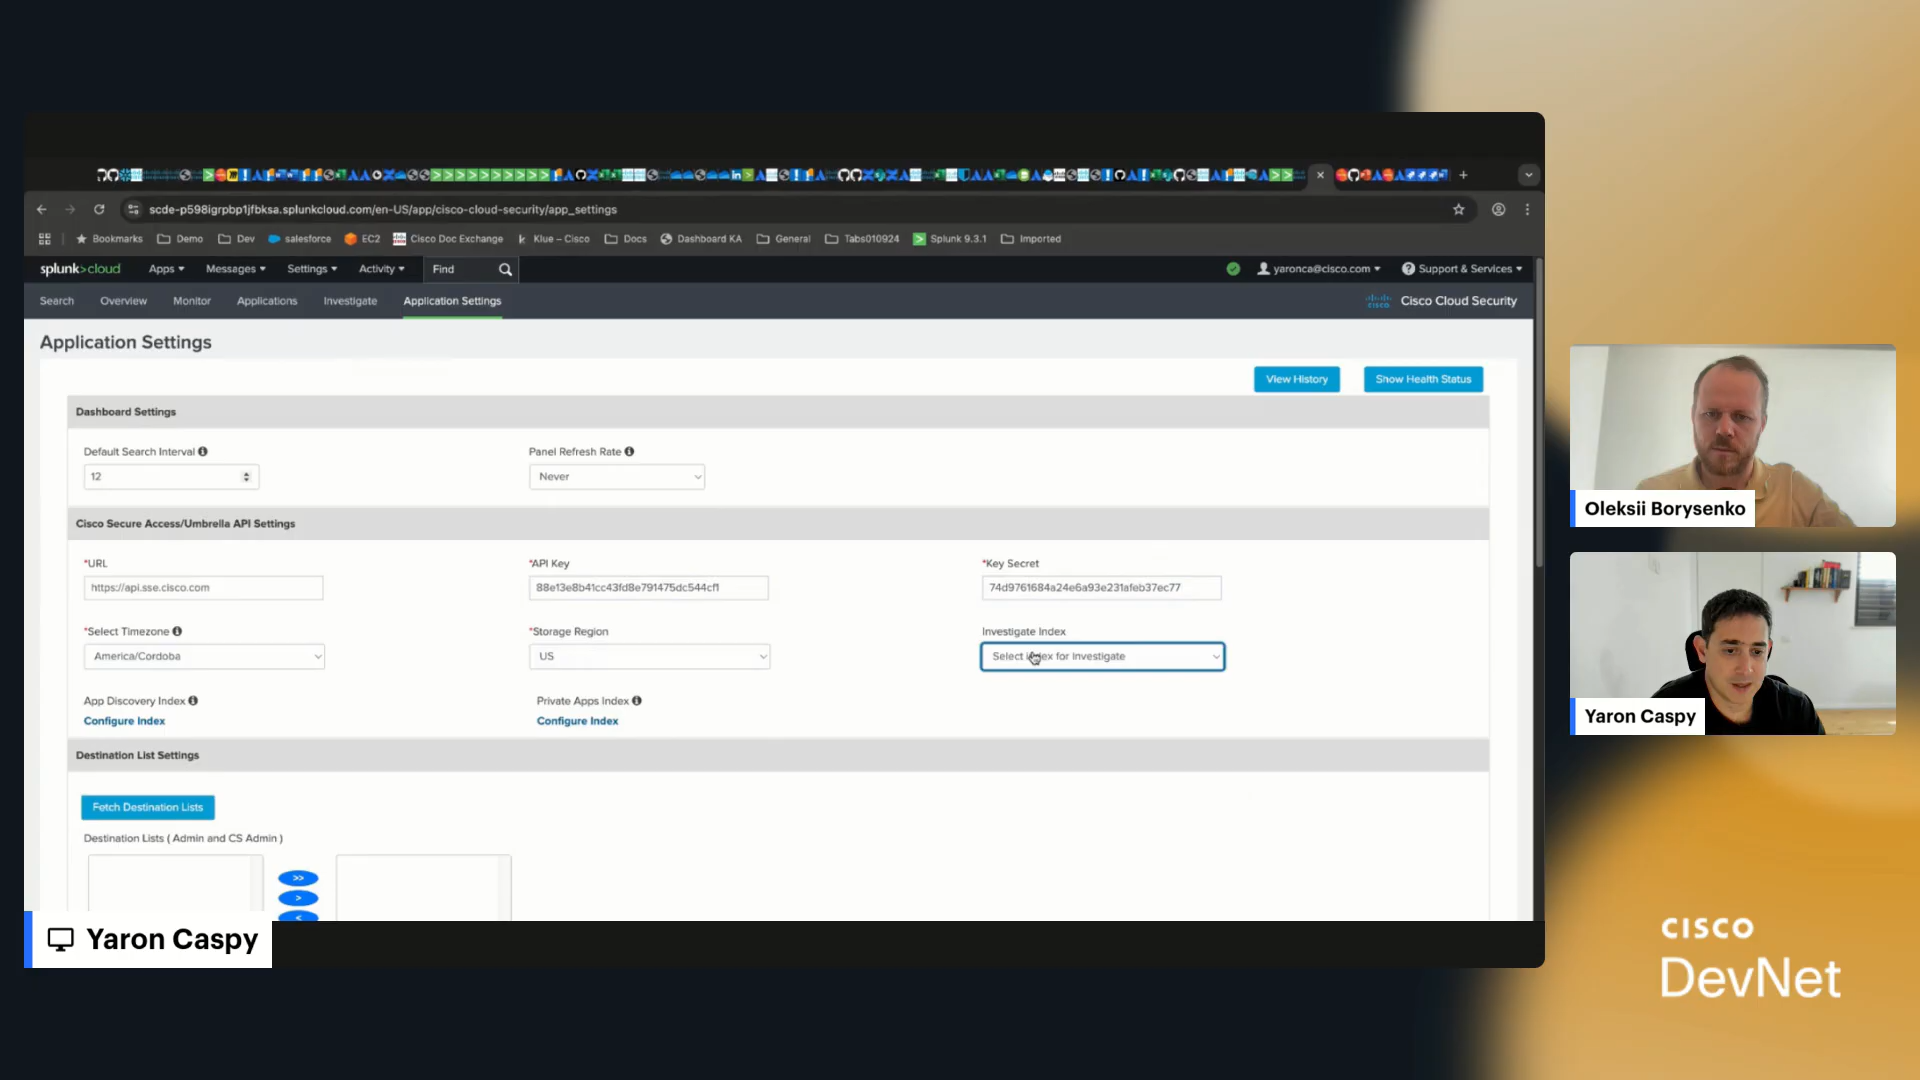 scde-p598igrpbp1jfbksa.splunkcloud.com/en-US/app/cisco-cloud-security/app_settings
Bookmarks Demo Dev salesforce EC2 Cisco Doc Exchange Klue – Cisco Docs Dashboard KA General Tabs010924 Splunk 9.3.1 Imported
splunk>cloud Apps Messages Settings Activity Find yaronca@cisco.com Support & Services
Search Overview Monitor Applications Investigate Application Settings Cisco Cloud Security
Application Settings
View History Show Health Status
Dashboard Settings
Default Search Interval Panel Refresh Rate
12 Never
Cisco Secure Access/Umbrella API Settings
*URL *API Key *Key Secret
https://api.sse.cisco.com 88e13e8b41cc43fd8e791475dc544cf1 74d9761684a24e6a93e231afeb37ec77
*Select Timezone *Storage Region Investigate Index
America/Cordoba US Select for Investigate
App Discovery Index Private Apps Index
Configure Index Configure Index
Destination List Settings
Fetch Destination Lists
Destination Lists ( Admin and CS Admin )
>>
>
<
Yaron Caspy
Oleksii Borysenko
Yaron Caspy
CISCO
DevNet